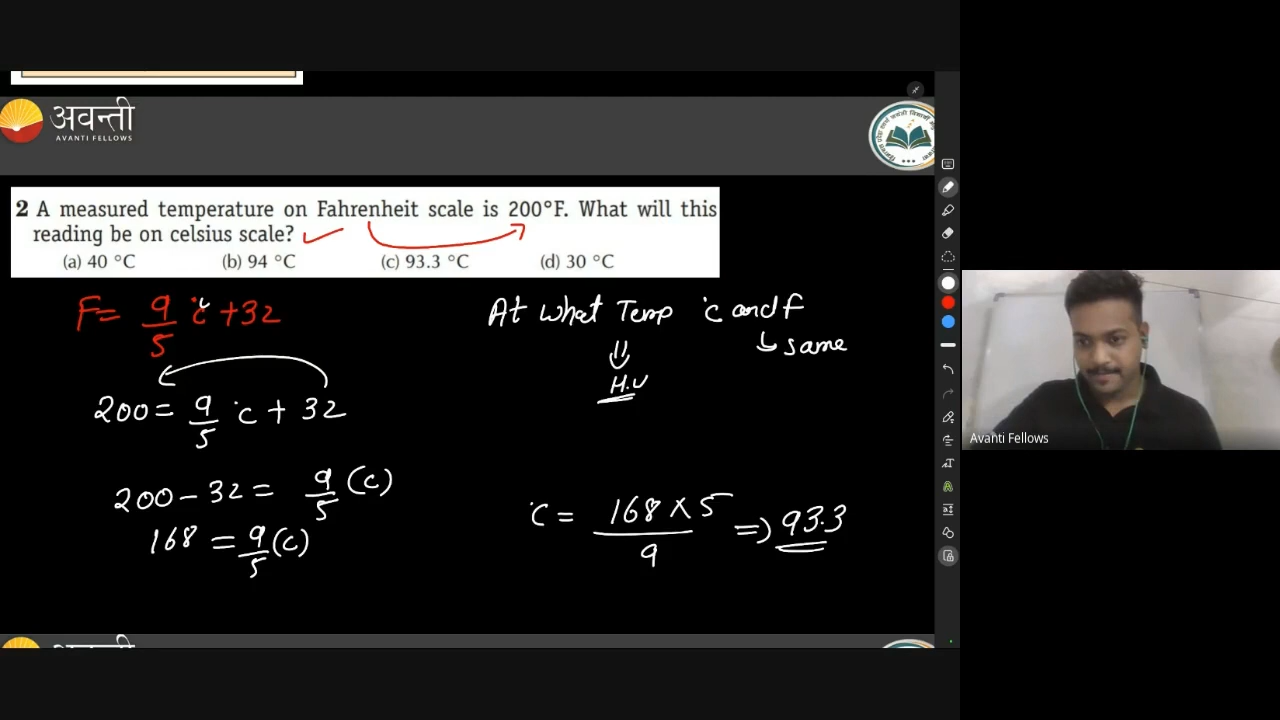 अवन्ती
AVANTI FELLOWS
2 A measured temperature on Fahrenheit scale is 200°F. What will this
reading be on celsius scale?
(a) 40 °C (b) 94 °C (c) 93.3 °C (d) 30 °C
F= 9/5 °c +32
200= 9/5 °c + 32
200-32= 9/5 (c)
168 = 9/5 (c)
At what Temp °c and f
↳ same
⇓
H.W
°c = 168 × 5 / 9 => 93.3
Avanti Fellows